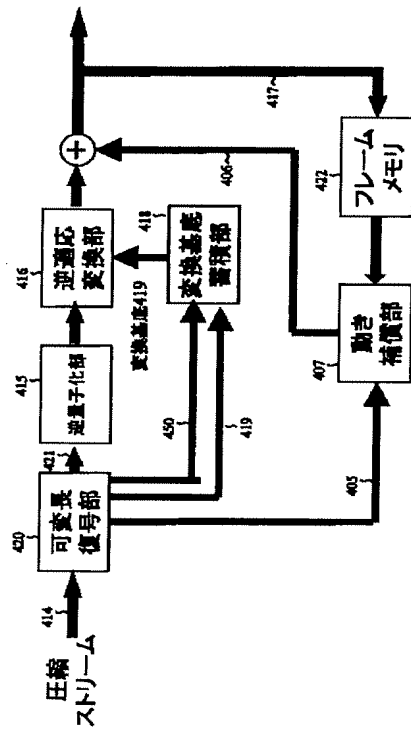 圧縮
ストリーム
414
420
可変長
復号部
421
415
逆量子化部
416
逆適応
変換部
変換基底419
418
変換基底
蓄積部
450
419
405
406
417
407
動き
補償部
422
フレーム
メモリ